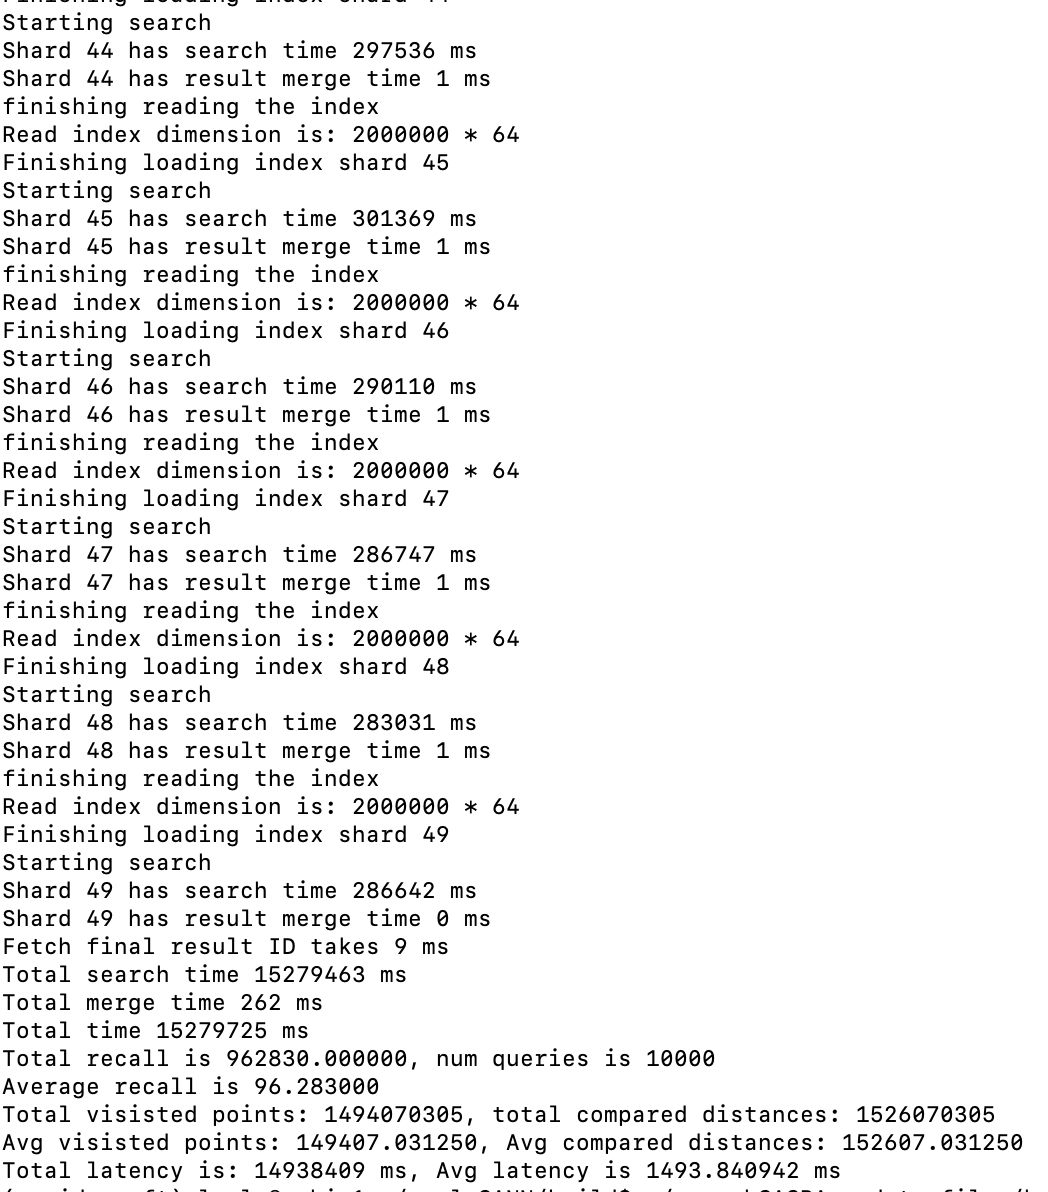 Starting search
Shard 44 has search time 297536 ms
Shard 44 has result merge time 1 ms
finishing reading the index
Read index dimension is: 2000000 * 64
Finishing loading index shard 45
Starting search
Shard 45 has search time 301369 ms
Shard 45 has result merge time 1 ms
finishing reading the index
Read index dimension is: 2000000 * 64
Finishing loading index shard 46
Starting search
Shard 46 has search time 290110 ms
Shard 46 has result merge time 1 ms
finishing reading the index
Read index dimension is: 2000000 * 64
Finishing loading index shard 47
Starting search
Shard 47 has search time 286747 ms
Shard 47 has result merge time 1 ms
finishing reading the index
Read index dimension is: 2000000 * 64
Finishing loading index shard 48
Starting search
Shard 48 has search time 283031 ms
Shard 48 has result merge time 1 ms
finishing reading the index
Read index dimension is: 2000000 * 64
Finishing loading index shard 49
Starting search
Shard 49 has search time 286642 ms
Shard 49 has result merge time 0 ms
Fetch final result ID takes 9 ms
Total search time 15279463 ms
Total merge time 262 ms
Total time 15279725 ms
Total recall is 962830.000000, num queries is 10000
Average recall is 96.283000
Total visisted points: 1494070305, total compared distances: 1526070305
Avg visisted points: 149407.031250, Avg compared distances: 152607.031250
Total latency is: 14938409 ms, Avg latency is 1493.840942 ms